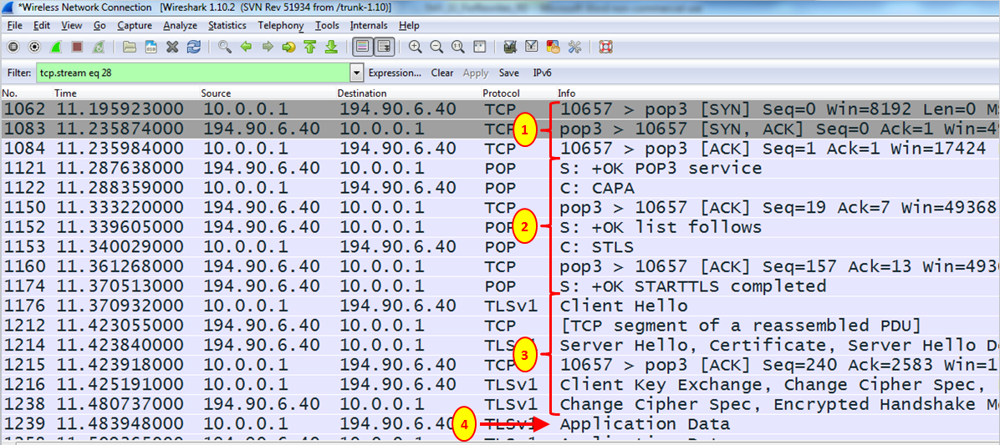 *Wireless Network Connection [Wireshark 1.10.2 (SVN Rev 51934 from /trunk-1.10)]
File Edit View Go Capture Analyze Statistics Telephony Tools Internals Help
Filter: tcp.stream eq 28 Expression... Clear Apply Save IPv6
No. Time Source Destination Protocol Info
1062 11.195923000 10.0.0.1 194.90.6.40 TCP 10657 > pop3 [SYN] Seq=0 Win=8192 Len=0
1083 11.235874000 194.90.6.40 10.0.0.1 TCP 1 pop3 > 10657 [SYN, ACK] Seq=0 Ack=1
1084 11.235984000 10.0.0.1 194.90.6.40 TCP 10657 > pop3 [ACK] Seq=1 Ack=1 Win=17424
1121 11.287638000 194.90.6.40 10.0.0.1 POP S: +OK POP3 service
1122 11.288359000 10.0.0.1 194.90.6.40 POP C: CAPA
1150 11.333220000 194.90.6.40 10.0.0.1 TCP pop3 > 10657 [ACK] Seq=19 Ack=7 Win=49368
1152 11.339605000 194.90.6.40 10.0.0.1 POP 2 S: +OK list follows
1153 11.340029000 10.0.0.1 194.90.6.40 POP C: STLS
1160 11.361268000 194.90.6.40 10.0.0.1 TCP pop3 > 10657 [ACK] Seq=157 Ack=13
1174 11.370513000 194.90.6.40 10.0.0.1 POP S: +OK STARTTLS completed
1176 11.370932000 10.0.0.1 194.90.6.40 TLSv1 Client Hello
1212 11.423055000 194.90.6.40 10.0.0.1 TCP [TCP segment of a reassembled PDU]
1214 11.423840000 194.90.6.40 10.0.0.1 TLSv1 3 Server Hello, Certificate, Server Hello
1215 11.423918000 10.0.0.1 194.90.6.40 TCP 10657 > pop3 [ACK] Seq=240 Ack=2583
1216 11.425191000 10.0.0.1 194.90.6.40 TLSv1 Client Key Exchange, Change Cipher Spec,
1238 11.480737000 194.90.6.40 10.0.0.1 TLSv1 Change Cipher Spec, Encrypted Handshake
1239 11.483948000 10.0.0.1 194.90.6.40 4 TLSv1 Application Data